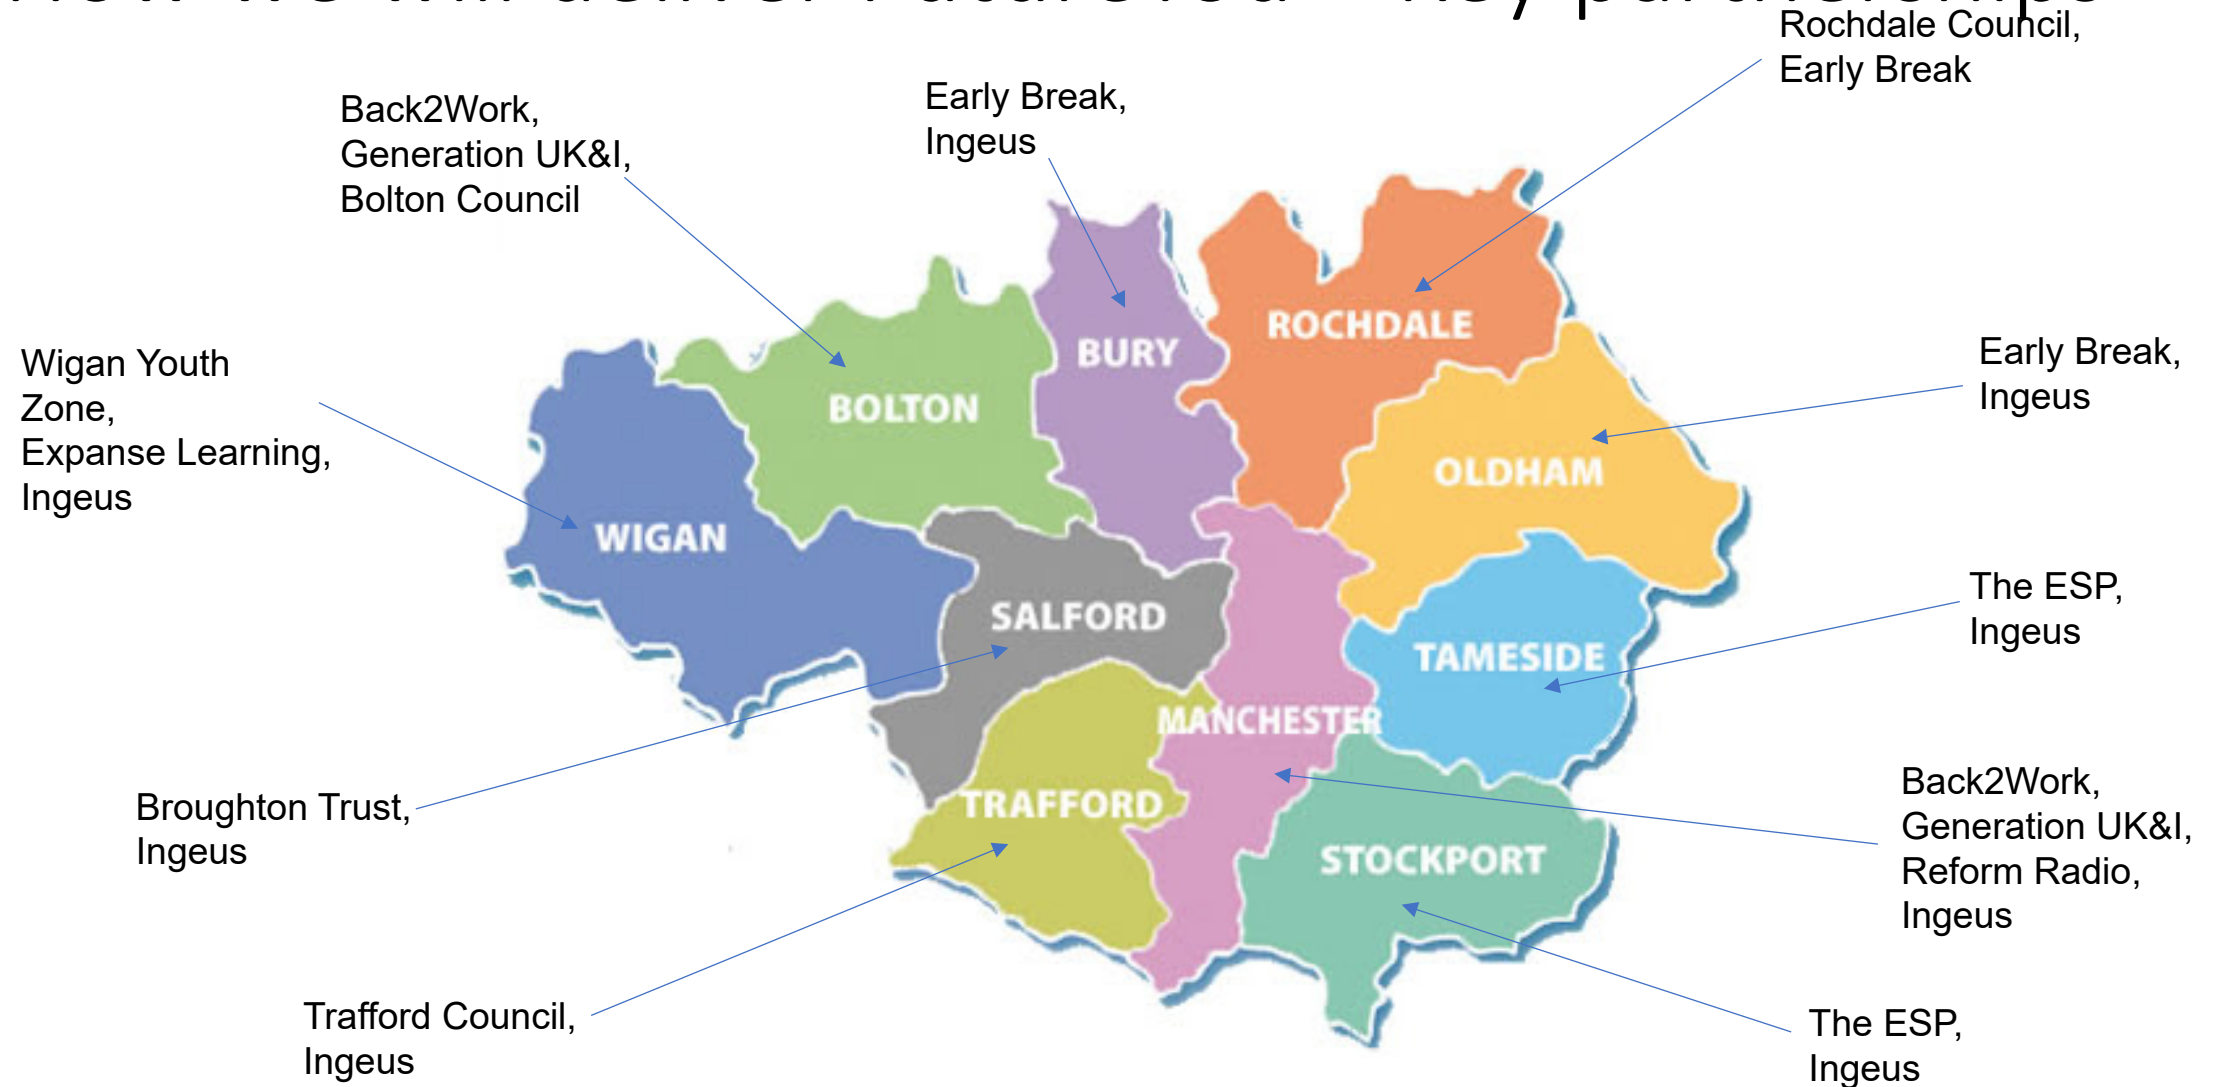 Rochdale Council,
Early Break
Early Break,
Ingeus
Back2Work,
Generation UK&I,
Bolton Council
Wigan Youth
Zone,
Expanse Learning,
Ingeus
Early Break,
Ingeus
The ESP,
Ingeus
Broughton Trust,
Ingeus
Back2Work,
Generation UK&I,
Reform Radio,
Ingeus
Trafford Council,
Ingeus
The ESP,
Ingeus
BURY
ROCHDALE
BOLTON
OLDHAM
WIGAN
SALFORD
TAMESIDE
MANCHESTER
TRAFFORD
STOCKPORT